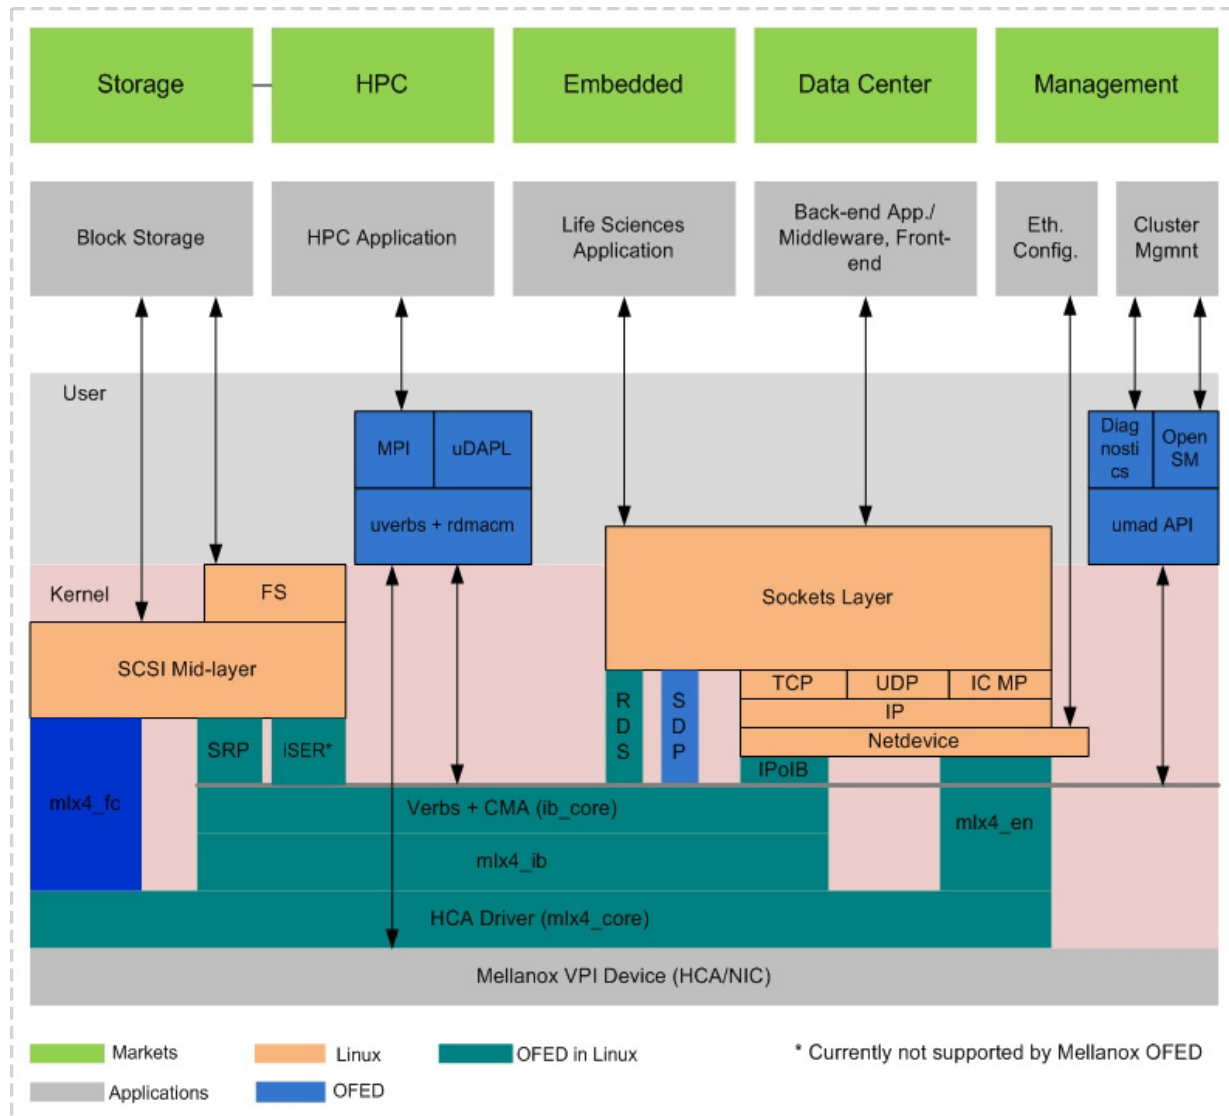 Storage
HPC
Embedded
Data Center
Management
Block Storage
HPC Application
Life Sciences
Application
Back-end App./
Middleware, Front-
end
Eth.
Config.
Cluster
Mgmnt
User
MPI
uDAPL
Diag
nosti
cs
Open
SM
uverbs + rdmacm
umad API
Kernel
FS
Sockets Layer
SCSI Mid-layer
TCP
UDP
IC MP
R
D
S
S
D
P
IP
Netdevice
SRP
iSER*
IPoIB
mlx4_fc
Verbs + CMA (ib_core)
mlx4_en
mlx4_ib
HCA Driver (mlx4_core)
Mellanox VPI Device (HCA/NIC)
Markets
Linux
OFED in Linux
* Currently not supported by Mellanox OFED
Applications
OFED